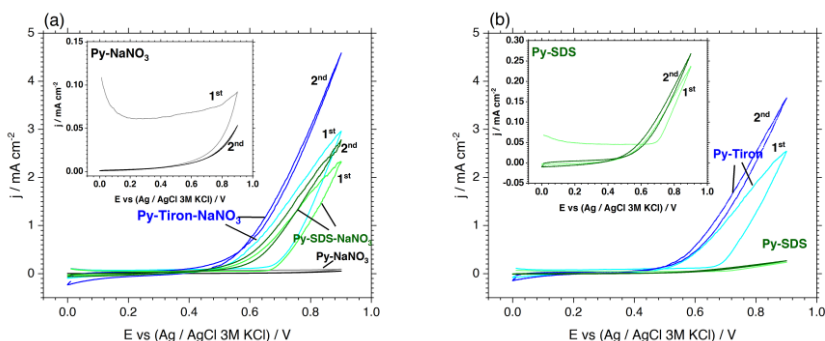 (a)
5
4
3
2
1
0
j / mA cm⁻²
0.0 0.2 0.4 0.6 0.8 1.0
E vs (Ag / AgCl 3M KCl) / V
Py-NaNO₃
0.15
0.10
0.05
0.00
j / mA cm⁻²
0.0 0.2 0.4 0.6 0.8 1.0
E vs (Ag / AgCl 3M KCl) / V
1ˢᵗ
2ⁿᵈ
2ⁿᵈ
1ˢᵗ
2ⁿᵈ
1ˢᵗ
Py-Tiron-NaNO₃
Py-SDS-NaNO₃
Py-NaNO₃
(b)
5
4
3
2
1
0
j / mA cm⁻²
0.0 0.2 0.4 0.6 0.8 1.0
E vs (Ag / AgCl 3M KCl) / V
Py-SDS
0.30
0.25
0.20
0.15
0.10
0.05
0.00
-0.05
j / mA cm⁻²
0.0 0.2 0.4 0.6 0.8 1.0
E vs (Ag / AgCl 3M KCl) / V
2ⁿᵈ
1ˢᵗ
2ⁿᵈ
1ˢᵗ
Py-Tiron
Py-SDS